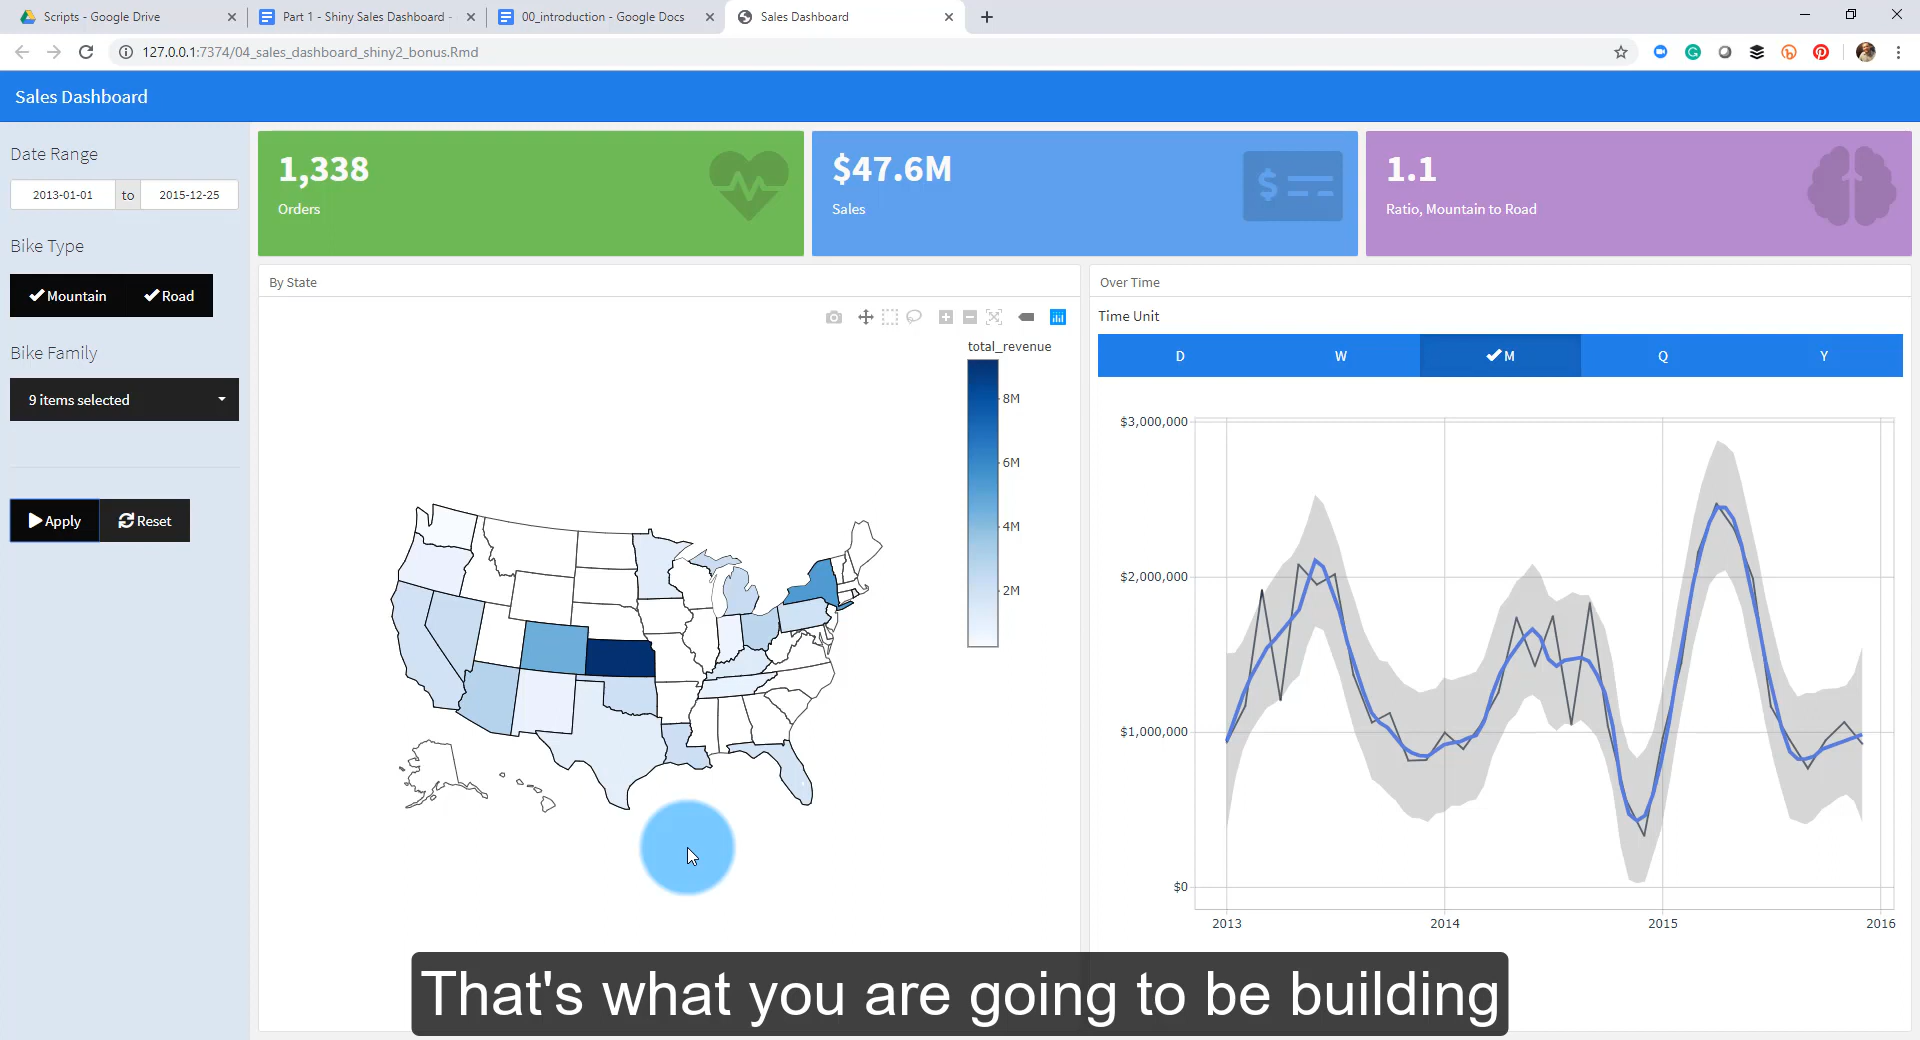 Scripts - Google Drive
Part 1 - Shiny Sales Dashboard -
00_introduction - Google Docs
Sales Dashboard
127.0.0.1:7374/04_sales_dashboard_shiny2_bonus.Rmd
Sales Dashboard
Date Range
2013-01-01 to 2015-12-25
Bike Type
Mountain Road
Bike Family
9 items selected
Apply Reset
1,338
Orders
$47.6M
Sales
1.1
Ratio, Mountain to Road
By State
total_revenue
8M
6M
4M
2M
Over Time
Time Unit
D W M Q Y
$3,000,000
$2,000,000
$1,000,000
$0
2013 2014 2015 2016
That's what you are going to be building